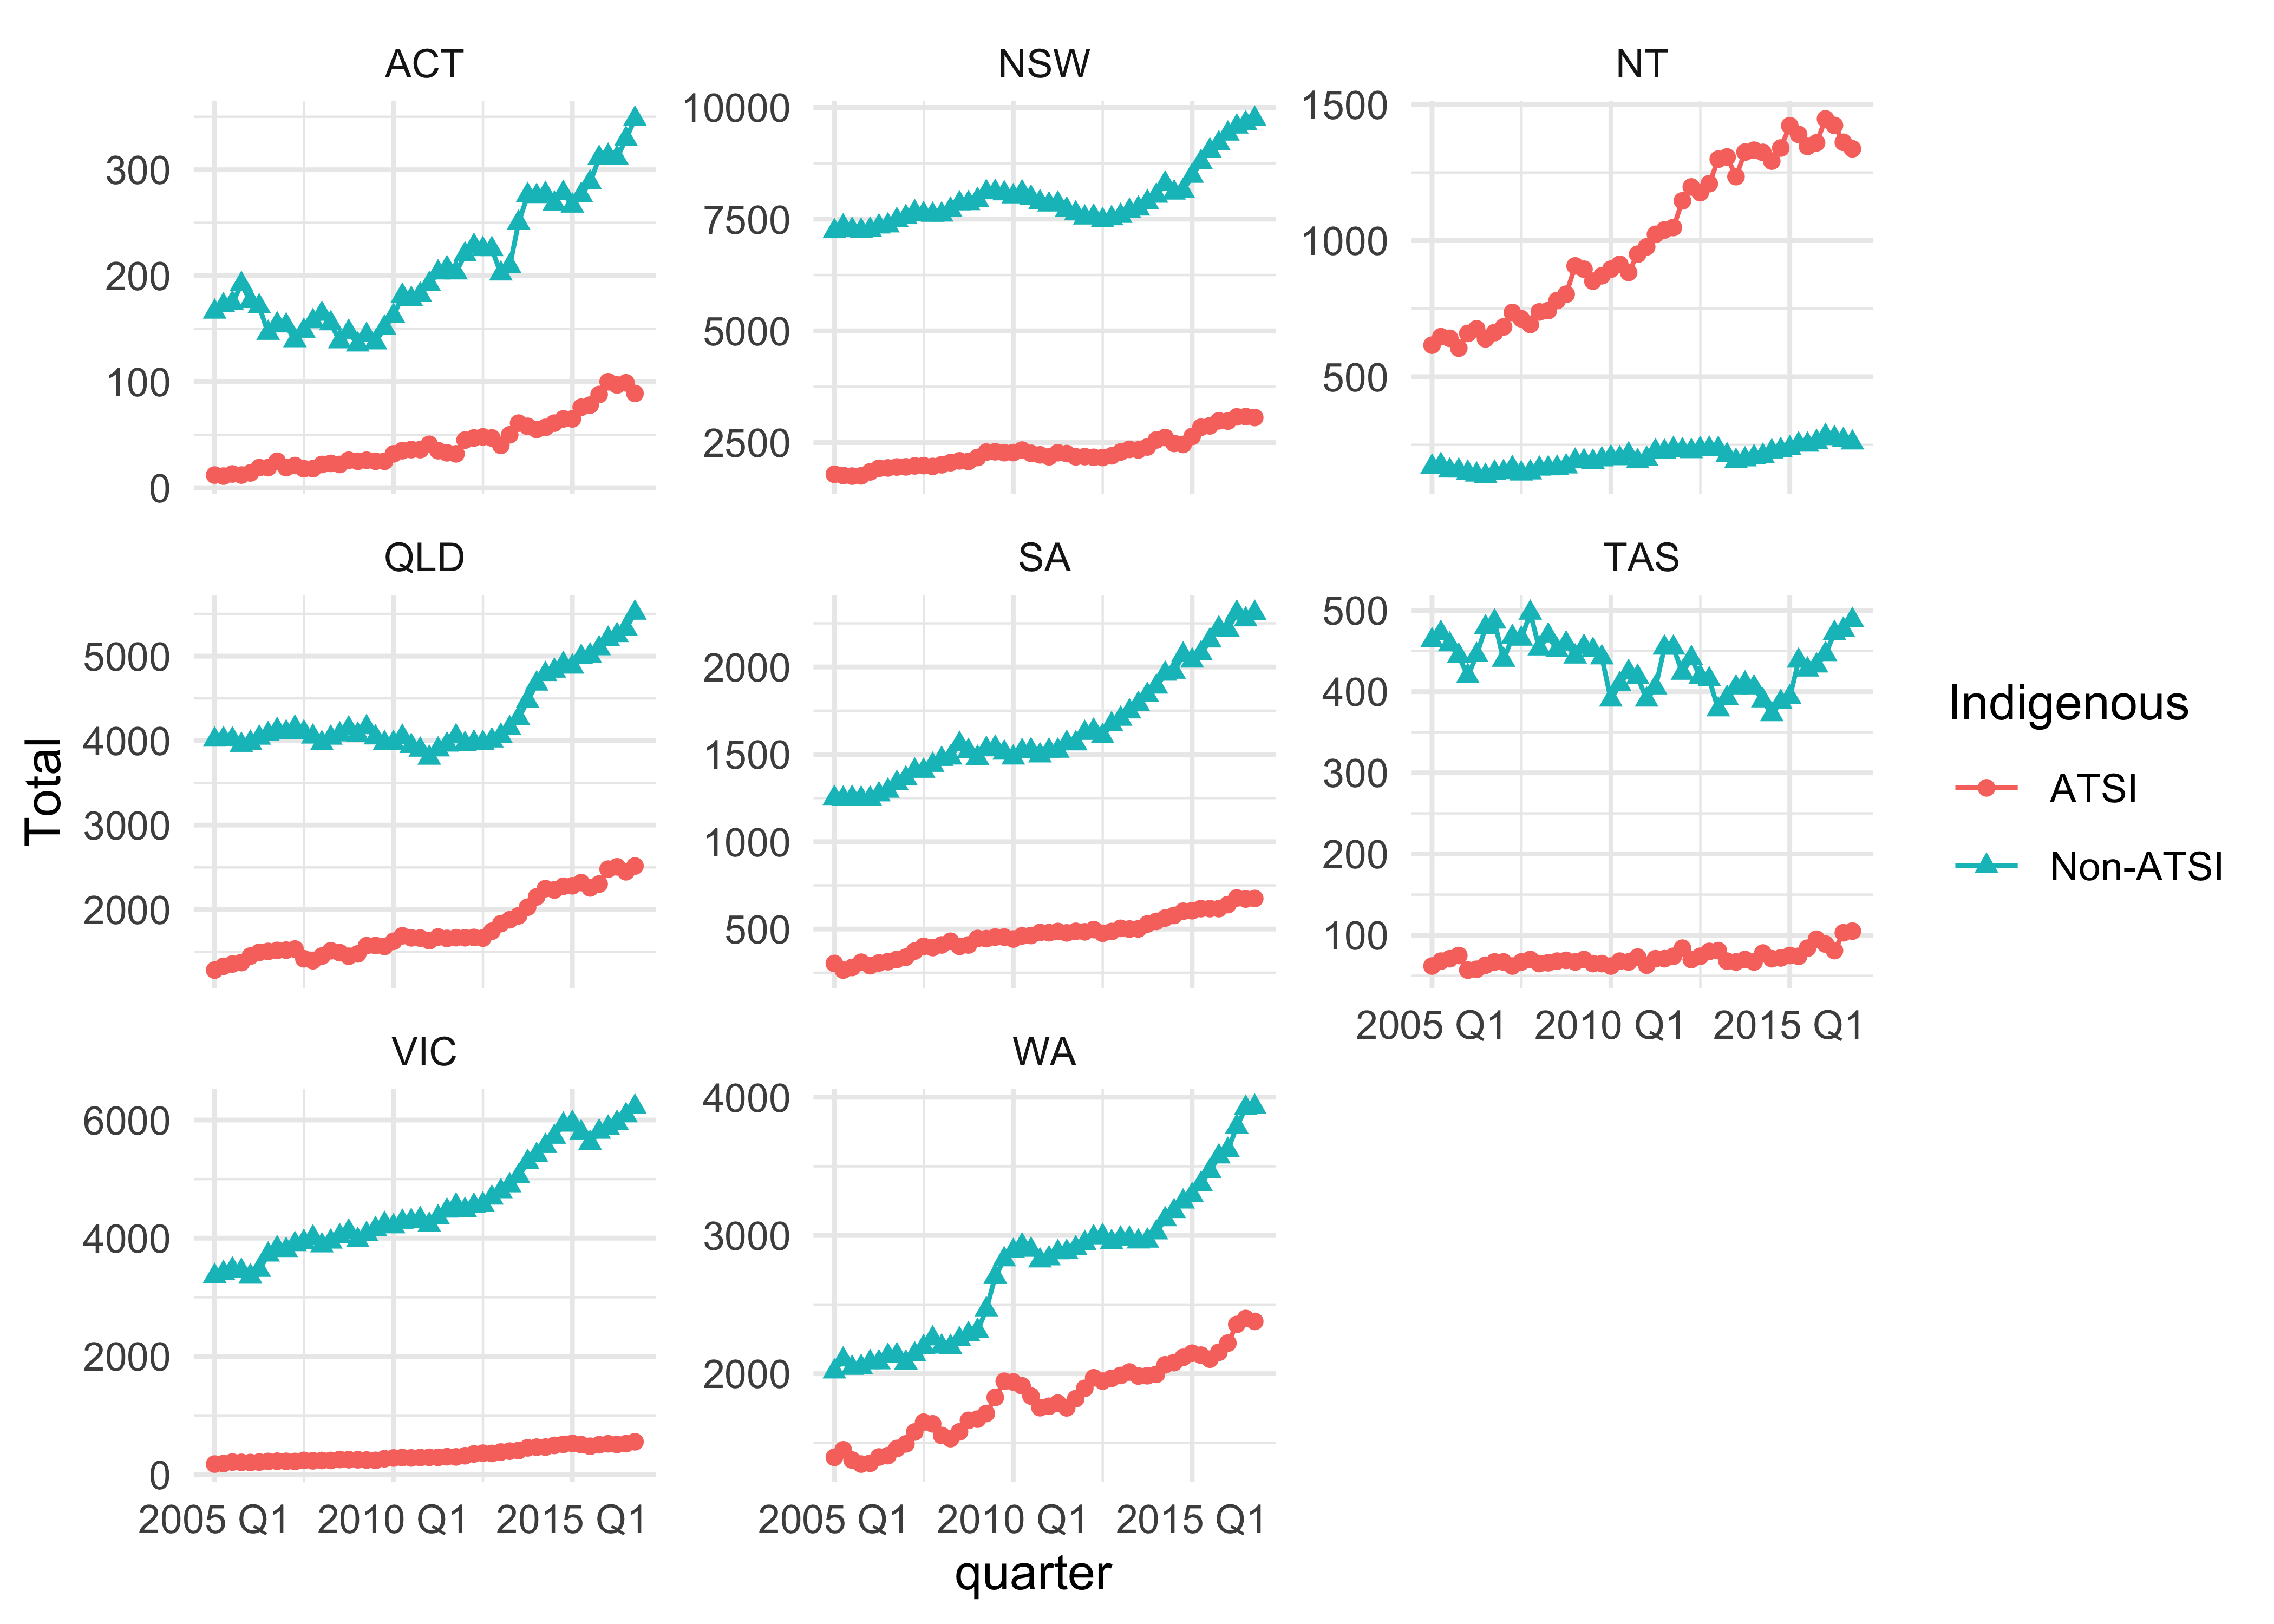 ACT
NSW
NT
300
200
100
0
10000
7500
5000
2500
1500
1000
500
QLD
SA
TAS
5000
4000
3000
2000
2000
1500
1000
500
500
400
300
200
100
2005 Q1 2010 Q1 2015 Q1
VIC
WA
6000
4000
2000
0
4000
3000
2000
2005 Q1 2010 Q1 2015 Q1
2005 Q1 2010 Q1 2015 Q1
quarter
Total
Indigenous
ATSI
Non-ATSI